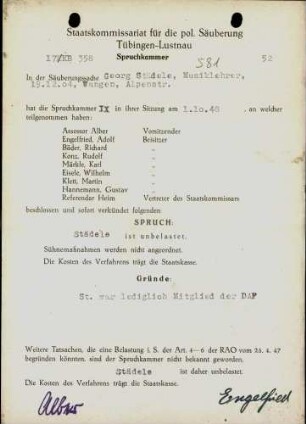 Staatskommissariat für die pol. Säuberung
Tübingen-Lustnau
17/KB 358 Spruchkammer 52
581
In der Säuberungssache Georg Städele, Musiklehrer,
19.12.04, Wangen, Alpenstr.
hat die Spruchkammer IX in ihrer Sitzung am 1.10.48, an welcher
teilgenommen haben:
Assessor Alber Vorsitzender
Engelfried, Adolf Beisitzer
Bäder, Richard "
Kenz, Rudolf "
Märkle, Karl "
Eisele, Wilhelm "
Klett, Martin "
Hannemann, Gustav "
Referendar Heim Vertreter des Staatskommissars
beschlossen und sofort verkündet folgenden
SPRUCH:
Städele
ist unbelastet.
Sühnemaßnahmen werden nicht angeordnet.
Die Kosten des Verfahrens trägt die Staatskasse.
Gründe:
St. war lediglich Mitglied der DAF
Weitere Tatsachen, die eine Belastung i. S. der Art. 4—6 der RAO vom 25. 4. 47
begründen könnten, sind der Spruchkammer nicht bekannt geworden.
Städele ist daher unbelastet.
Die Kosten des Verfahrens trägt die Staatskasse.
Alber Engelfried